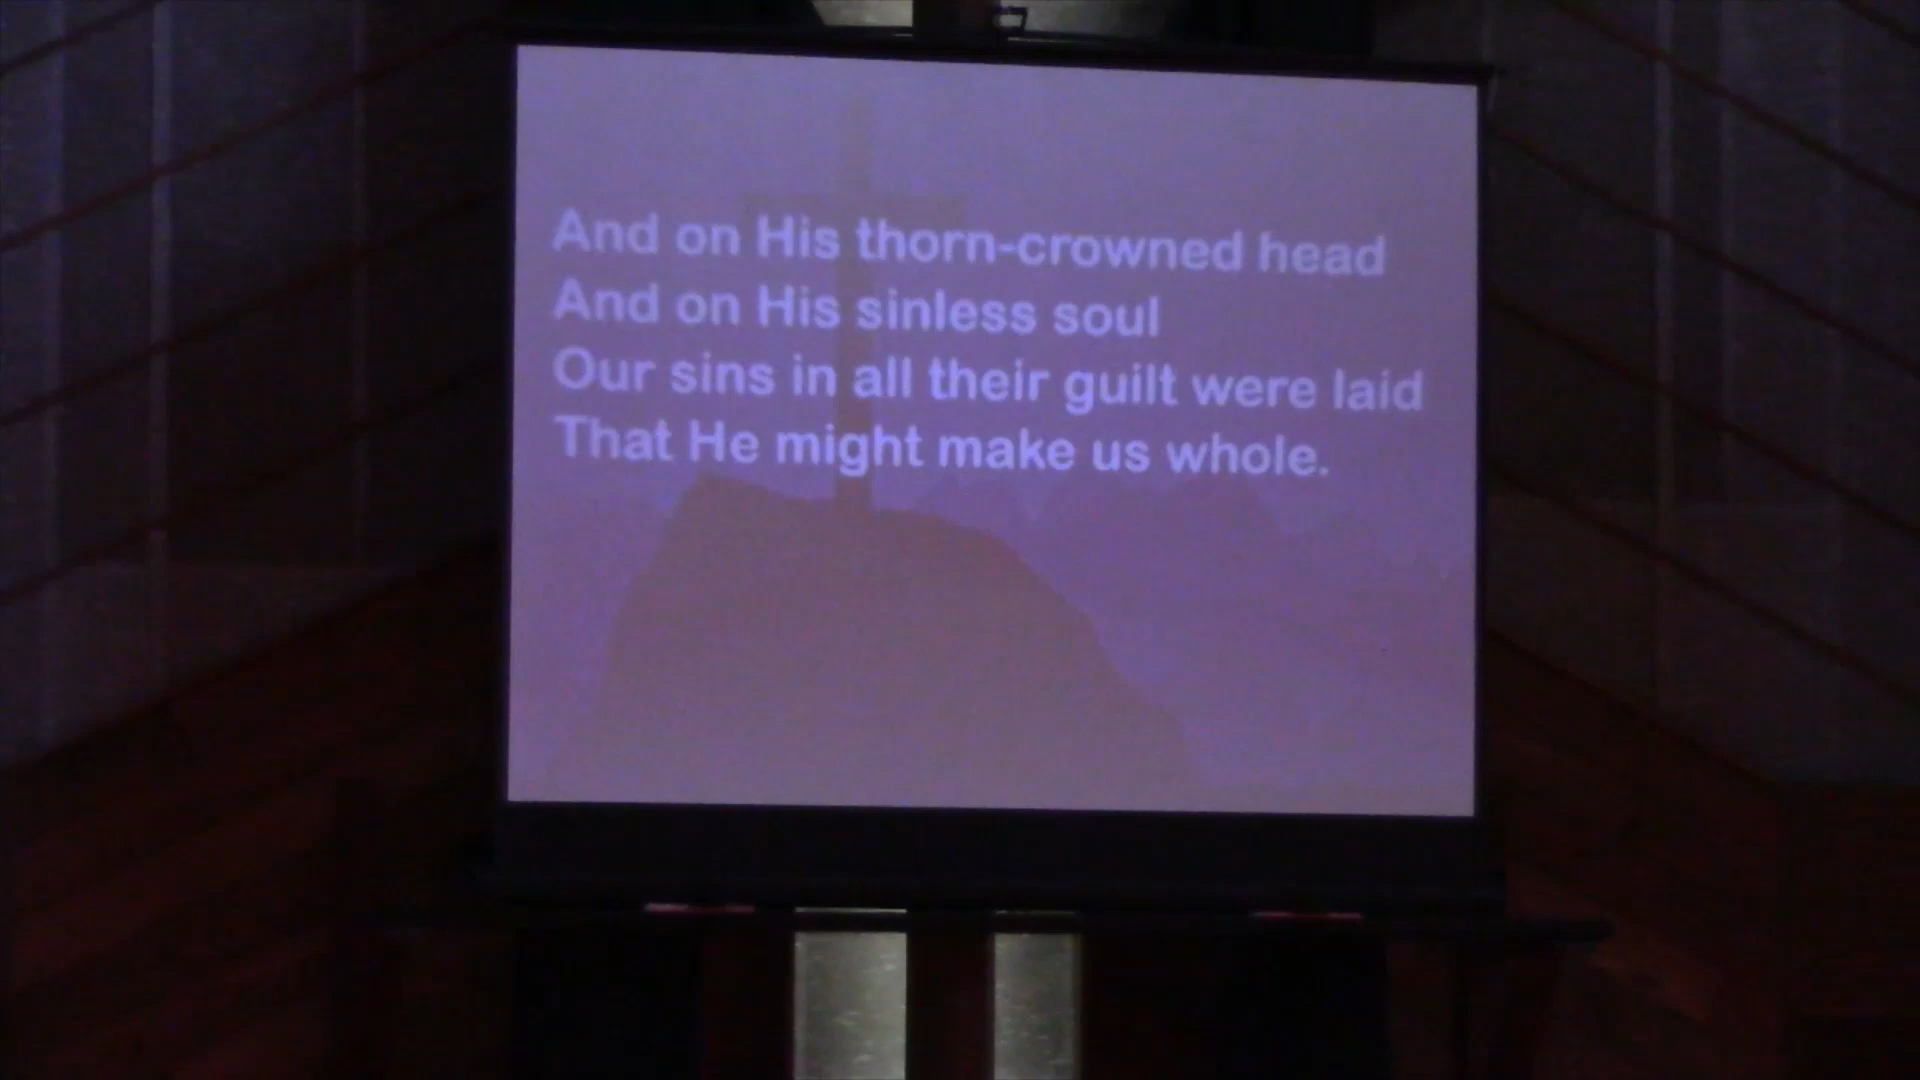 And on His thorn-crowned head
And on His sinless soul
Our sins in all their guilt were laid
That He might make us whole.